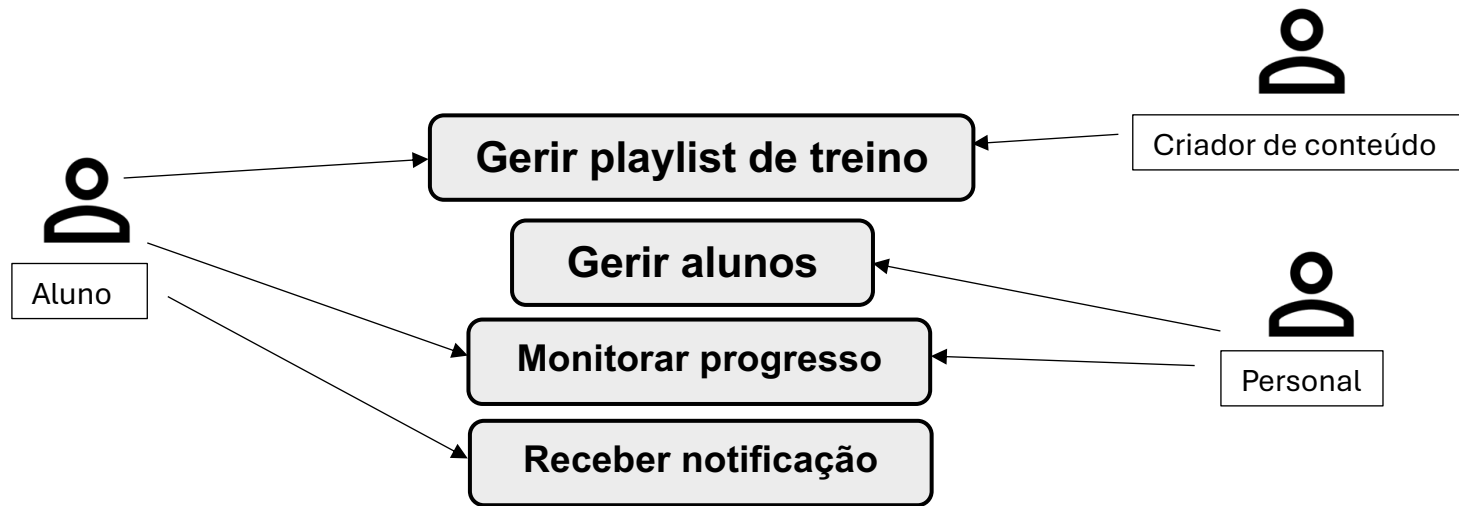 Criador de conteúdo
Gerir playlist de treino
Aluno
Gerir alunos
Monitorar progresso
Personal
Receber notificação